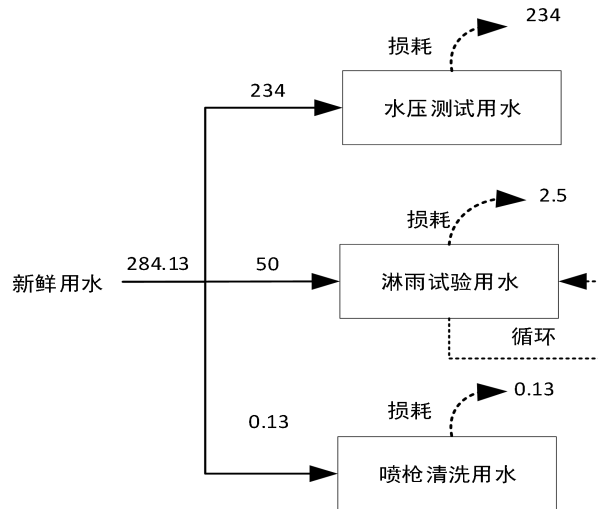 234
损耗
234
水压测试用水
2.5
损耗
284.13
50
新鲜用水
淋雨试验用水
循环
0.13
损耗
0.13
喷枪清洗用水